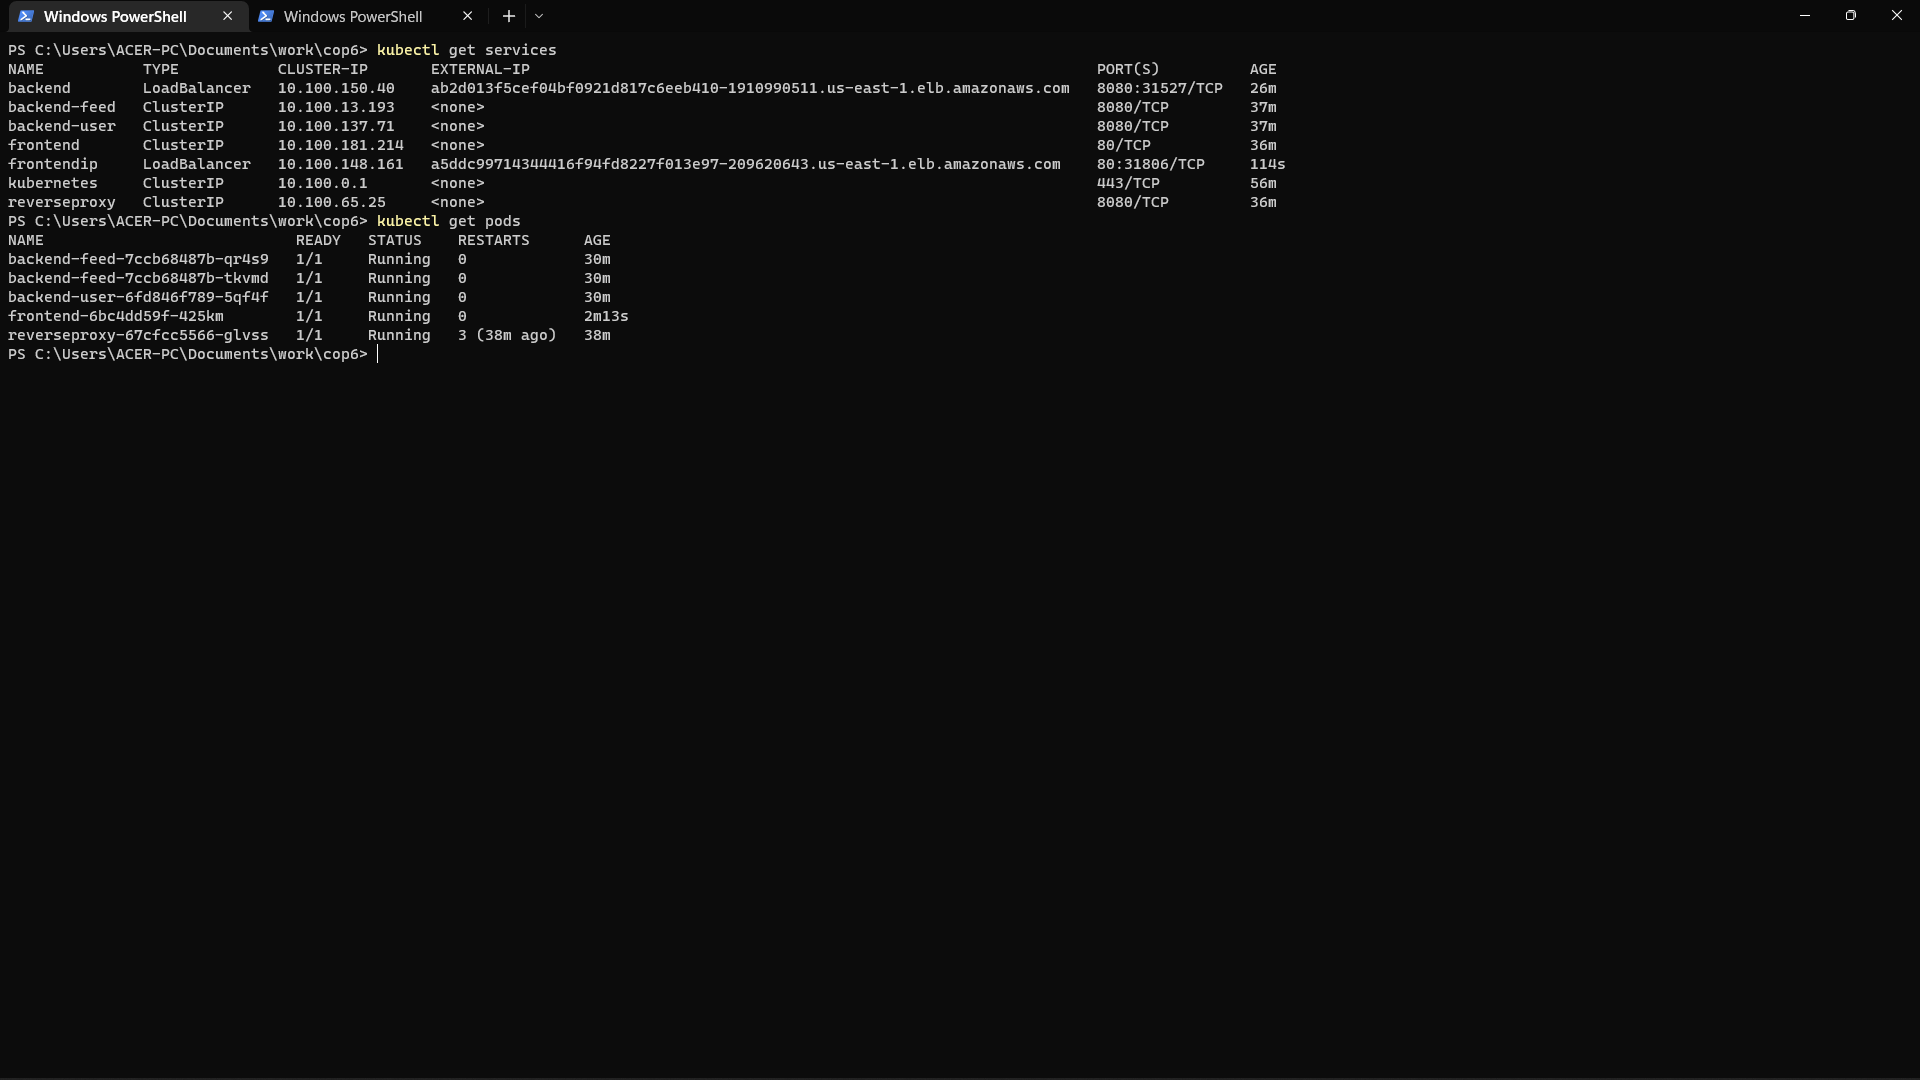 Windows PowerShell
Windows PowerShell
PS C:\Users\ACER-PC\Documents\work\cop6> kubectl get services
NAME TYPE CLUSTER-IP EXTERNAL-IP PORT(S) AGE
backend LoadBalancer 10.100.150.40 ab2d013f5cef04bf0921d817c6eeb410-1910990511.us-east-1.elb.amazonaws.com 8080:31527/TCP 26m
backend-feed ClusterIP 10.100.13.193 <none> 8080/TCP 37m
backend-user ClusterIP 10.100.137.71 <none> 8080/TCP 37m
frontend ClusterIP 10.100.181.214 <none> 80/TCP 36m
frontendip LoadBalancer 10.100.148.161 a5ddc99714344416f94fd8227f013e97-209620643.us-east-1.elb.amazonaws.com 80:31806/TCP 114s
kubernetes ClusterIP 10.100.0.1 <none> 443/TCP 56m
reverseproxy ClusterIP 10.100.65.25 <none> 8080/TCP 36m
PS C:\Users\ACER-PC\Documents\work\cop6> kubectl get pods
NAME READY STATUS RESTARTS AGE
backend-feed-7ccb68487b-qr4s9 1/1 Running 0 30m
backend-feed-7ccb68487b-tkvmd 1/1 Running 0 30m
backend-user-6fd846f789-5qf4f 1/1 Running 0 30m
frontend-6bc4dd59f-425km 1/1 Running 0 2m13s
reverseproxy-67cfcc5566-glvss 1/1 Running 3 (38m ago) 38m
PS C:\Users\ACER-PC\Documents\work\cop6>